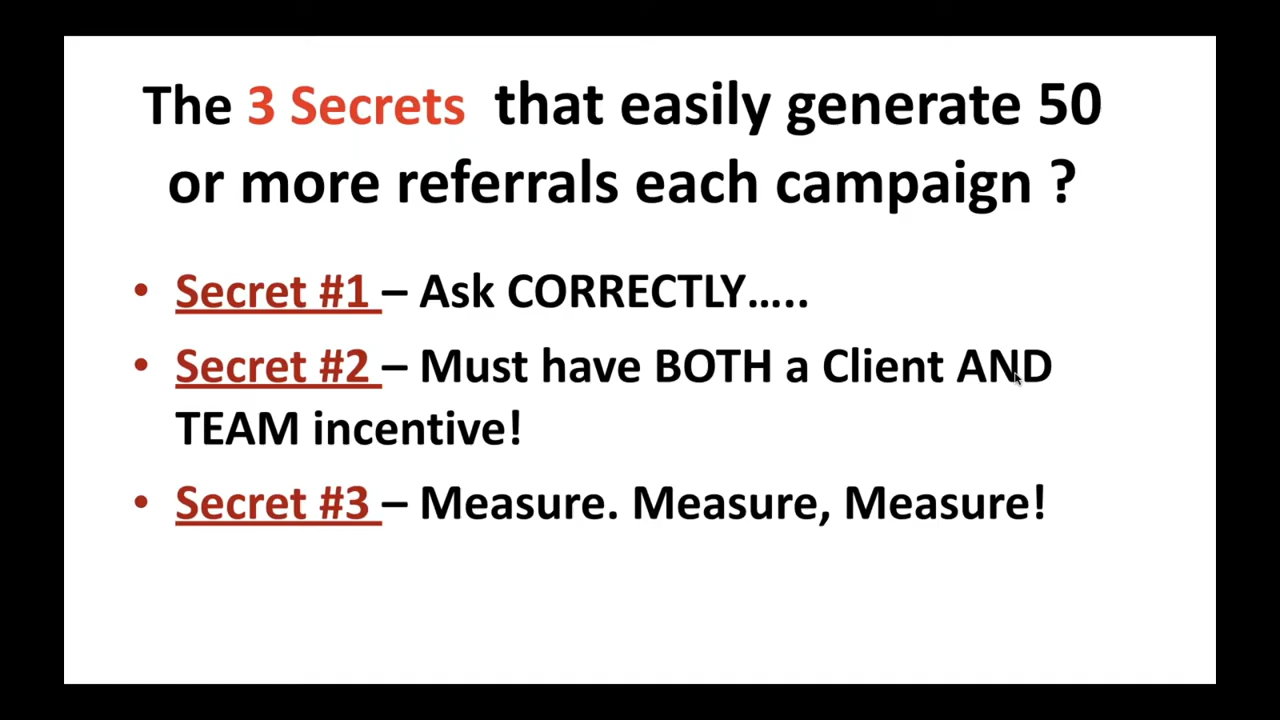 The 3 Secrets that easily generate 50
or more referrals each campaign ?
• Secret #1 – Ask CORRECTLY.....
• Secret #2 – Must have BOTH a Client AND
TEAM incentive!
• Secret #3 – Measure. Measure, Measure!